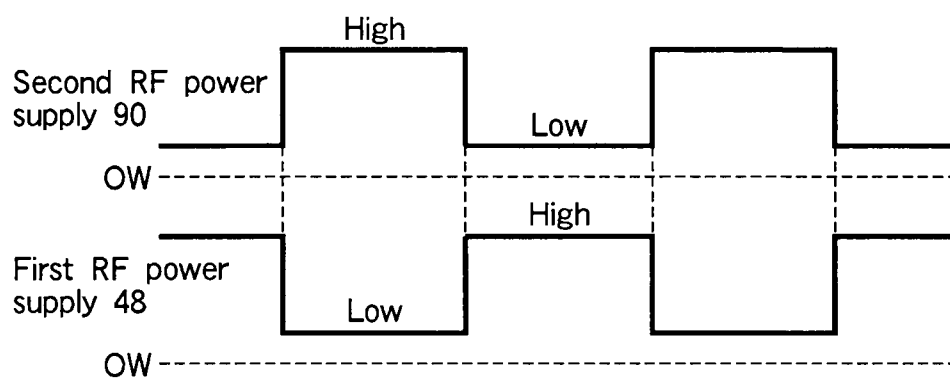 High
Second RF power
supply 90
Low
OW
High
First RF power
supply 48
Low
OW